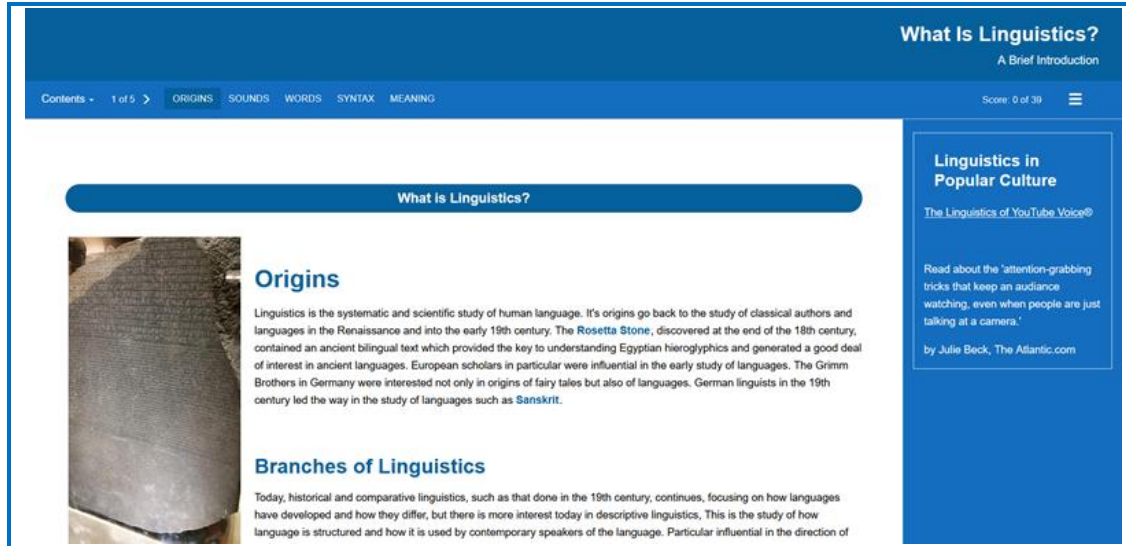 What Is Linguistics?
A Brief Introduction
Contents
1 of 5
ORIGINS
SOUNDS
WORDS
SYNTAX
MEANING
Score: 0 of 39
What is Linguistics?
Origins
Linguistics is the systematic and scientific study of human language. It's origins go back to the study of classical authors and
languages in the Renaissance and into the early 19th century. The Rosetta Stone, discovered at the end of the 18th century,
contained an ancient bilingual text which provided the key to understanding Egyptian hieroglyphics and generated a good deal
of interest in ancient languages. European scholars in particular were influential in the early study of languages. The Grimm
Brothers in Germany were interested not only in origins of fairy tales but also of languages. German linguists in the 19th
century led the way in the study of languages such as Sanskrit.
Branches of Linguistics
Today, historical and comparative linguistics, such as that done in the 19th century, continues, focusing on how languages
have developed and how they differ, but there is more interest today in descriptive linguistics, This is the study of how
language is structured and how it is used by contemporary speakers of the language. Particular influential in the direction of
Linguistics in
Popular Culture
The Linguistics of YouTube Voice®
Read about the 'attention-grabbing
tricks that keep an audience
watching, even when people are just
talking at a camera.'
by Julie Beck, The Atlantic.com